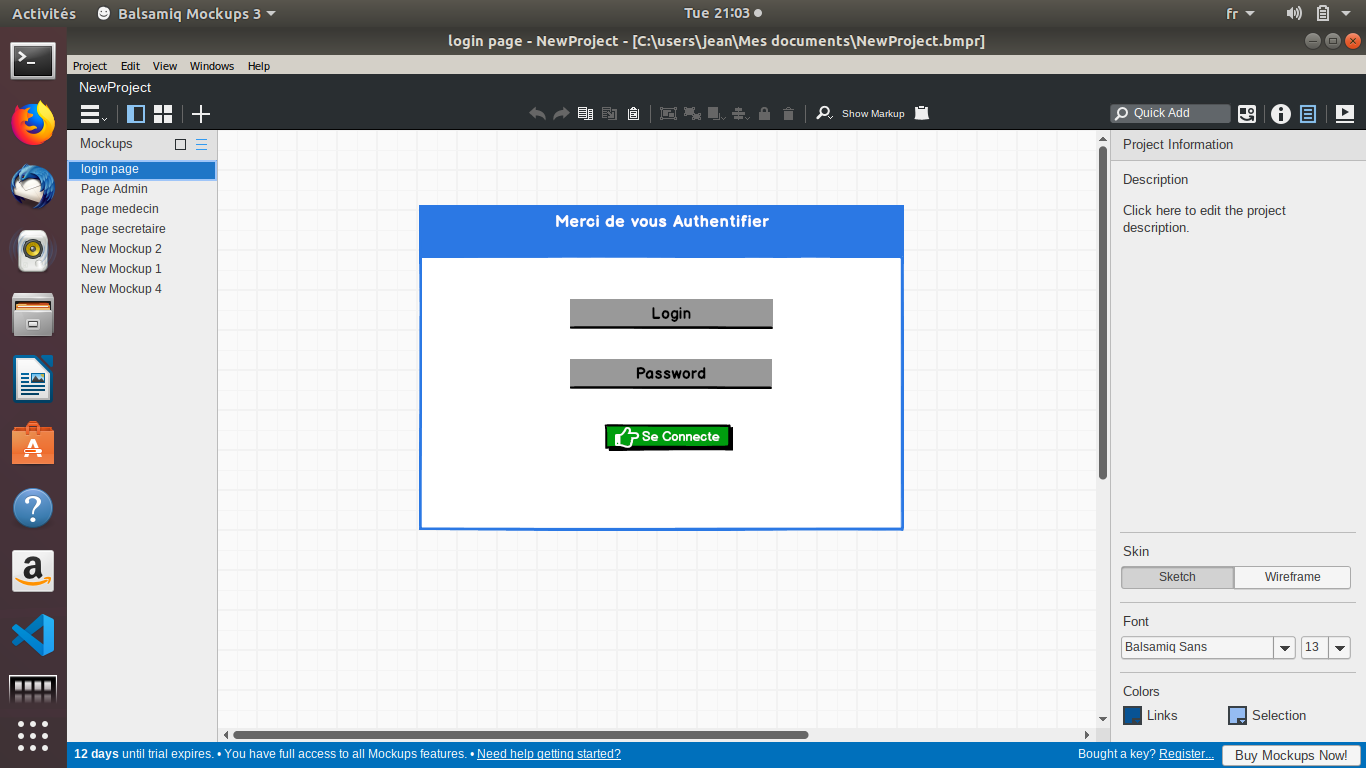 Activités
Balsamiq Mockups 3
Tue 21:03
fr
login page - NewProject - [C:\users\jean\Mes documents\NewProject.bmpr]
Project Edit View Windows Help
NewProject
Show Markup
Quick Add
Mockups
login page
Page Admin
page medecin
page secretaire
New Mockup 2
New Mockup 1
New Mockup 4
Merci de vous Authentifier
Login
Password
Se Connecte
Project Information
Description
Click here to edit the project
description.
Skin
Sketch Wireframe
Font
Balsamiq Sans 13
Colors
Links Selection
12 days until trial expires. • You have full access to all Mockups features. • Need help getting started?
Bought a key? Register...
Buy Mockups Now!